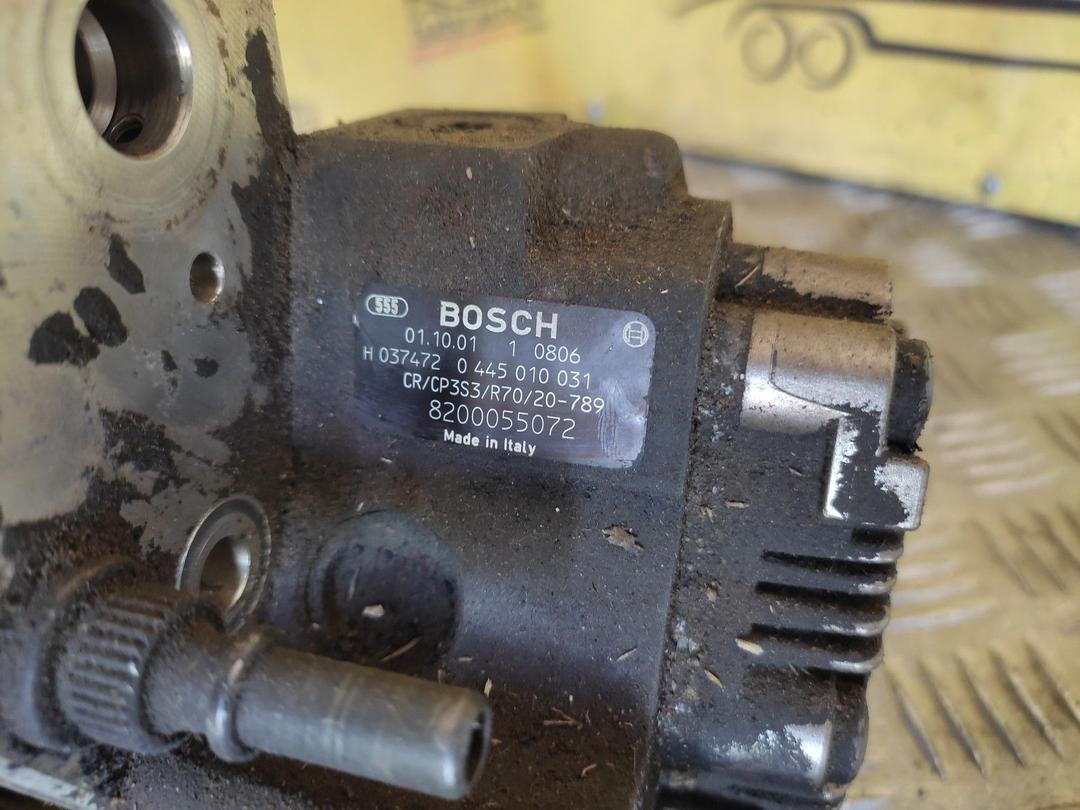 555 BOSCH
01.10.01 1 0806
H 037472 0 445 010 031
CR/CP3S3/R70/20-789
8200055072
Made in Italy